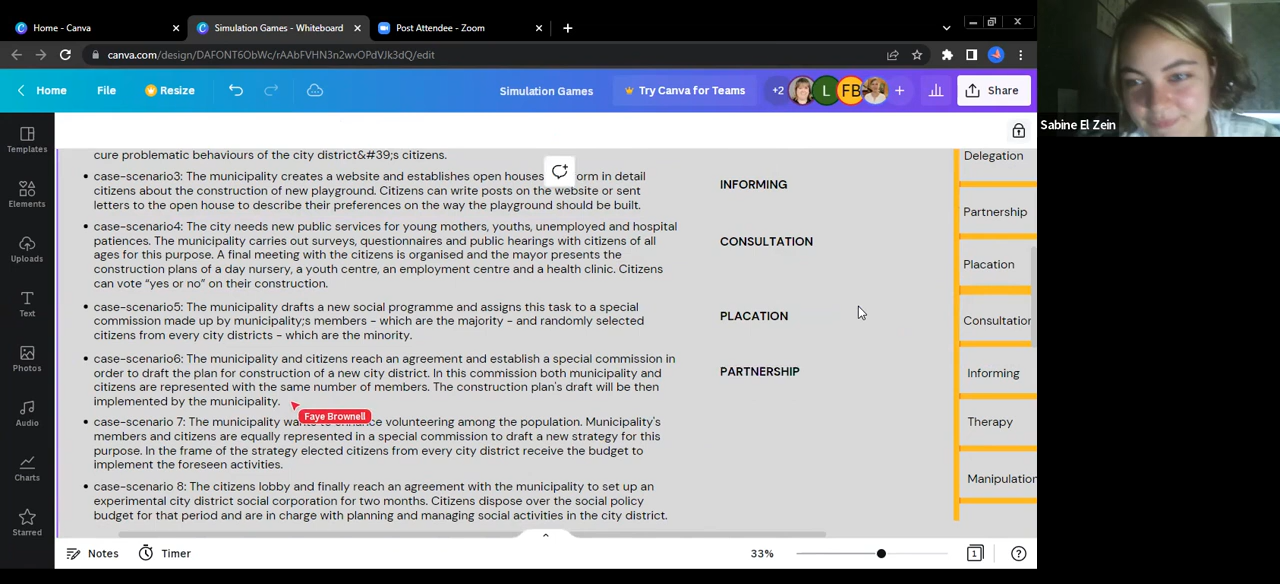 Home - Canva
Simulation Games - Whiteboard
Post Attendee - Zoom
canva.com/design/DAFONT6ObWc/rAAbFVHN3n2wvOPdVJk3dQ/edit
Home
File
Resize
Simulation Games
Try Canva for Teams
+2
L
FB
Share
Sabine El Zein
Templates
Elements
Uploads
Text
Photos
Audio
Charts
Starred
cure problematic behaviours of the city district&#39;s citizens.
case-scenario3: The municipality creates a website and establishes open houses orm in detail
citizens about the construction of new playground. Citizens can write posts on the website or sent
letters to the open house to describe their preferences on the way the playground should be built.
case-scenario4: The city needs new public services for young mothers, youths, unemployed and hospital
patiences. The municipality carries out surveys, questionnaires and public hearings with citizens of all
ages for this purpose. A final meeting with the citizens is organised and the mayor presents the
construction plans of a day nursery, a youth centre, an employment centre and a health clinic. Citizens
can vote “yes or no” on their construction.
case-scenario5: The municipality drafts a new social programme and assigns this task to a special
commission made up by municipality;s members - which are the majority - and randomly selected
citizens from every city districts - which are the minority.
case-scenario6: The municipality and citizens reach an agreement and establish a special commission in
order to draft the plan for construction of a new city district. In this commission both municipality and
citizens are represented with the same number of members. The construction plan's draft will be then
implemented by the municipality.
Faye Brownell
case-scenario 7: The municipality wants to enhance volunteering among the population. Municipality's
members and citizens are equally represented in a special commission to draft a new strategy for this
purpose. In the frame of the strategy elected citizens from every city district receive the budget to
implement the foreseen activities.
case-scenario 8: The citizens lobby and finally reach an agreement with the municipality to set up an
experimental city district social corporation for two months. Citizens dispose over the social policy
budget for that period and are in charge with planning and managing social activities in the city district.
INFORMING
CONSULTATION
PLACATION
PARTNERSHIP
Delegation
Partnership
Placation
Consultation
Informing
Therapy
Manipulation
Notes
Timer
33%
1